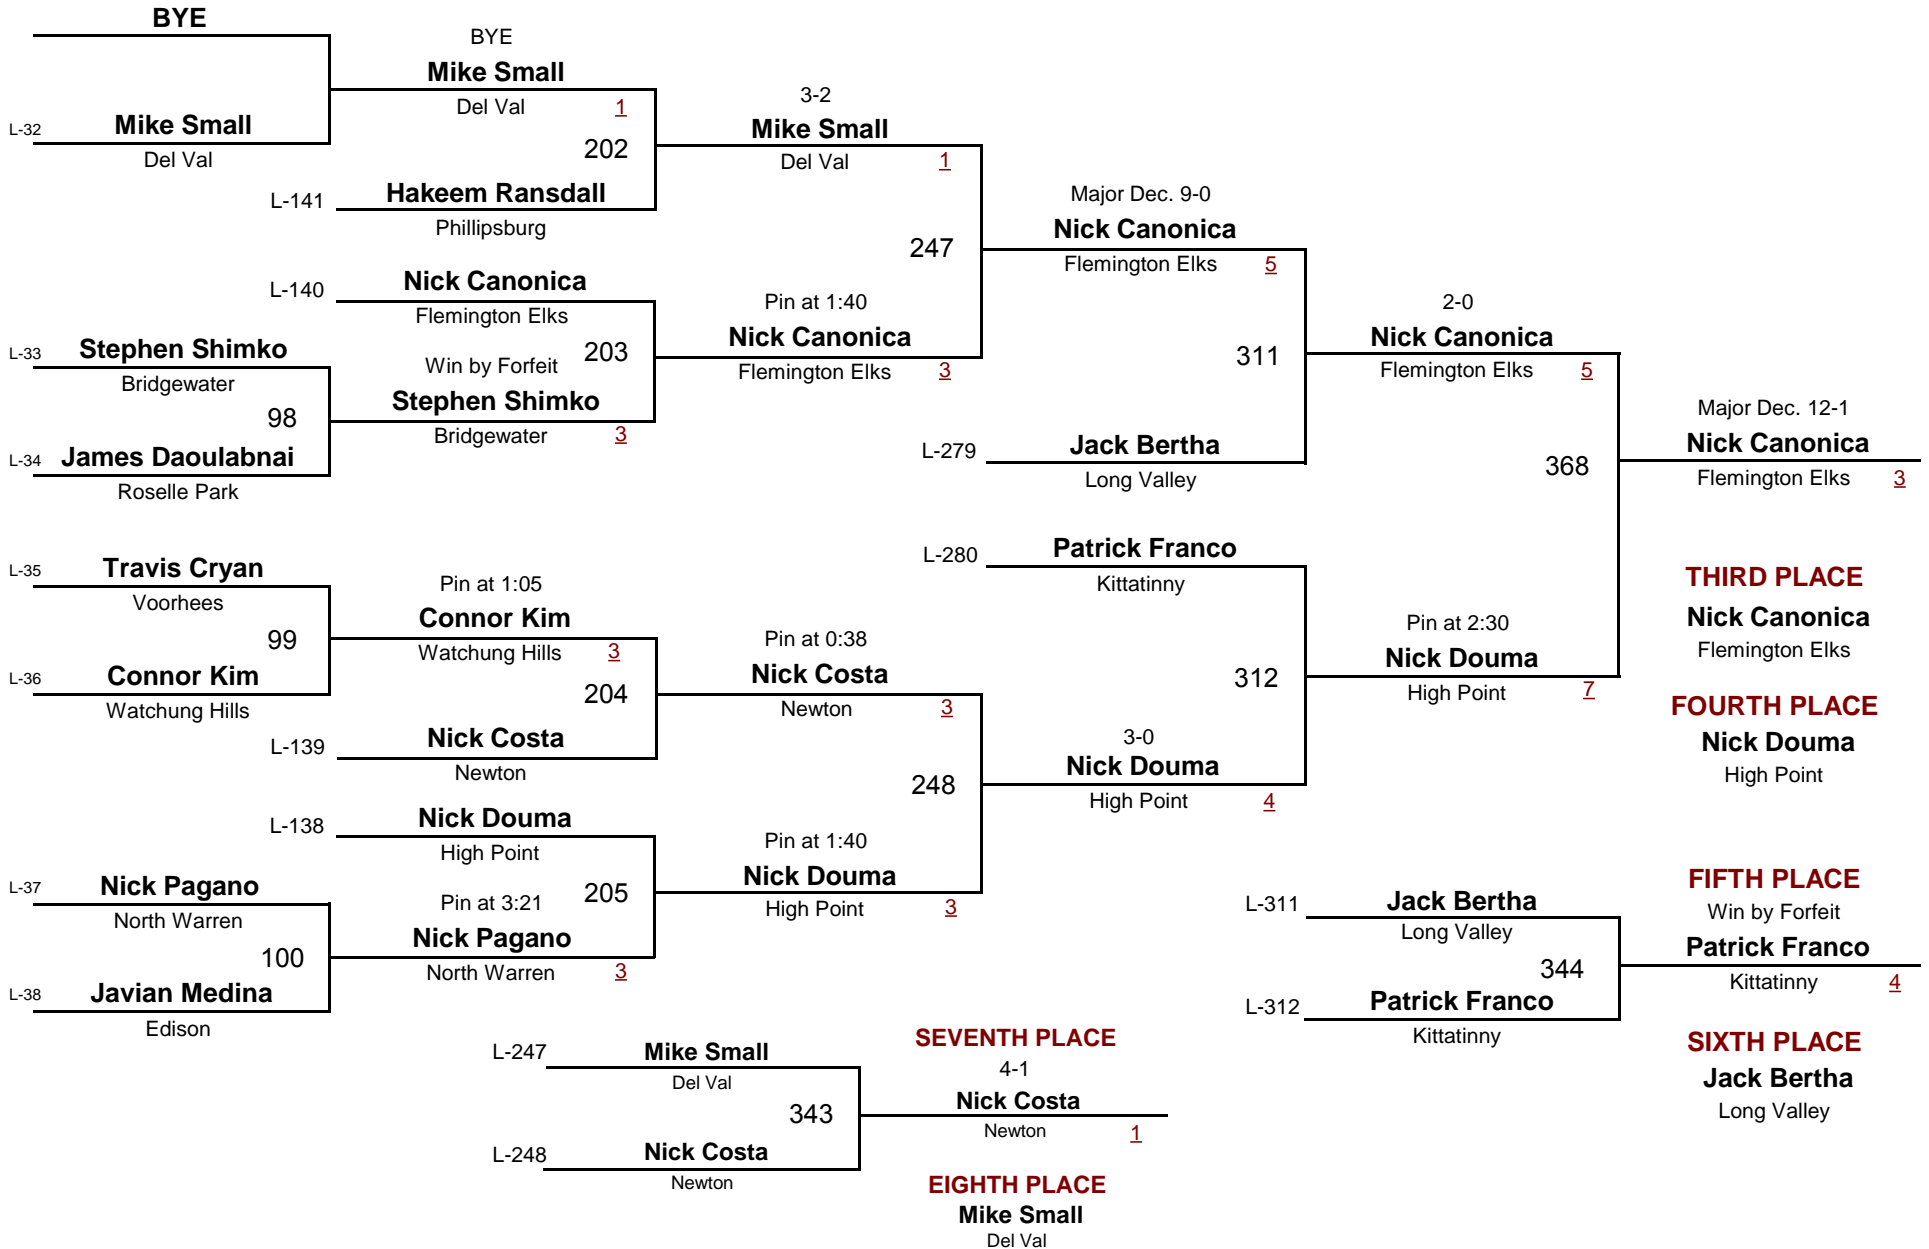 BYE
L-32 Mike Small
Del Val
L-33 Stephen Shimko
Bridgewater
98
L-34 James Daoulabnai
Roselle Park
L-35 Travis Cryan
Voorhees
99
L-36 Connor Kim
Watchung Hills
L-37 Nick Pagano
North Warren
100
L-38 Javian Medina
Edison
BYE
Mike Small
Del Val 1
202
L-141 Hakeem Ransdall
Phillipsburg
L-140 Nick Canonica
Flemington Elks
203
Win by Forfeit
Stephen Shimko
Bridgewater 3
Pin at 1:05
Connor Kim
Watchung Hills 3
204
L-139 Nick Costa
Newton
L-138 Nick Douma
High Point
205
Pin at 3:21
Nick Pagano
North Warren 3
3-2
Mike Small
Del Val 1
247
Pin at 1:40
Nick Canonica
Flemington Elks 3
Pin at 0:38
Nick Costa
Newton 3
248
Pin at 1:40
Nick Douma
High Point 3
Major Dec. 9-0
Nick Canonica
Flemington Elks 5
311
L-279 Jack Bertha
Long Valley
L-280 Patrick Franco
Kittatinny
312
3-0
Nick Douma
High Point 4
2-0
Nick Canonica
Flemington Elks 5
368
Pin at 2:30
Nick Douma
High Point 7
Major Dec. 12-1
Nick Canonica
Flemington Elks 3
THIRD PLACE
Nick Canonica
Flemington Elks
FOURTH PLACE
Nick Douma
High Point
L-311 Jack Bertha
Long Valley
344
L-312 Patrick Franco
Kittatinny
FIFTH PLACE
Win by Forfeit
Patrick Franco
Kittatinny 4
SIXTH PLACE
Jack Bertha
Long Valley
L-247 Mike Small
Del Val
343
L-248 Nick Costa
Newton
SEVENTH PLACE
4-1
Nick Costa
Newton 1
EIGHTH PLACE
Mike Small
Del Val